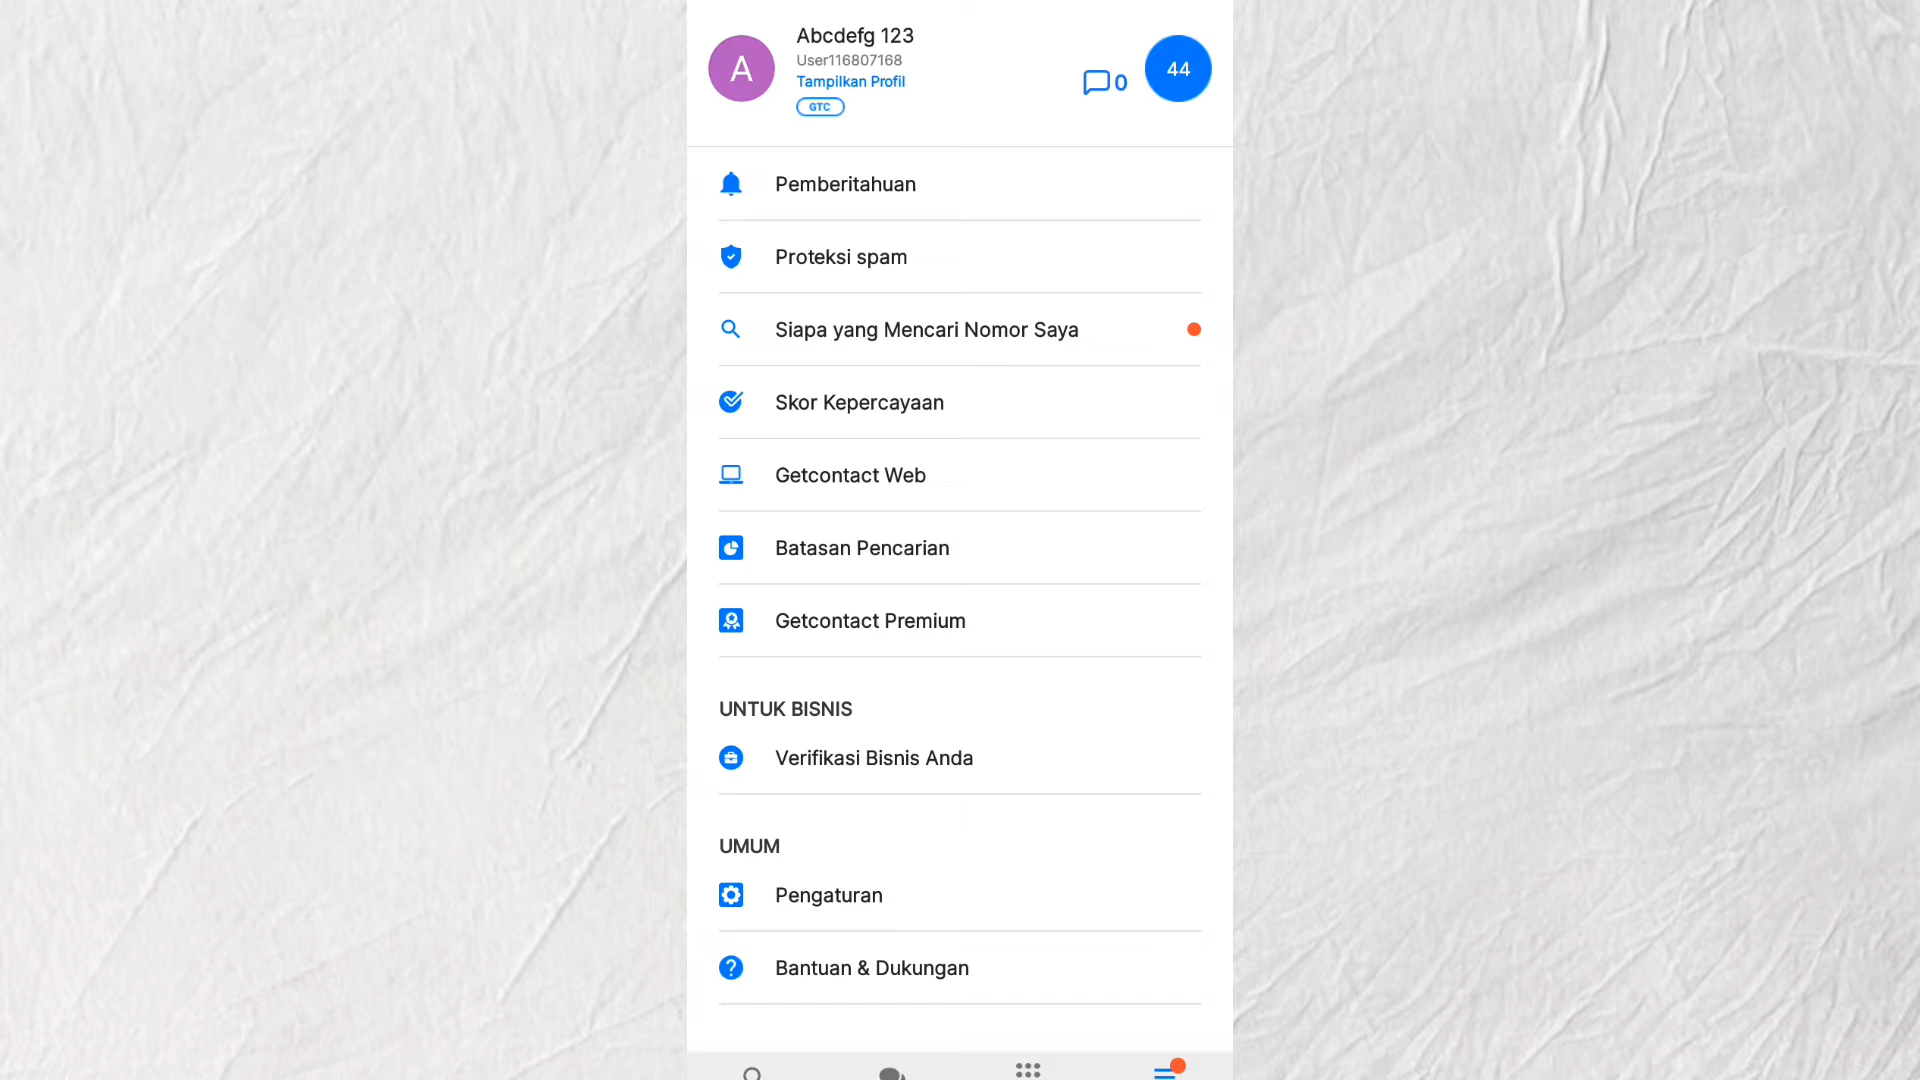 A
Abcdefg 123
User116807168
Tampilkan Profil
GTC
0
44
Pemberitahuan
Proteksi spam
Siapa yang Mencari Nomor Saya
Skor Kepercayaan
Getcontact Web
Batasan Pencarian
Getcontact Premium
UNTUK BISNIS
Verifikasi Bisnis Anda
UMUM
Pengaturan
Bantuan & Dukungan